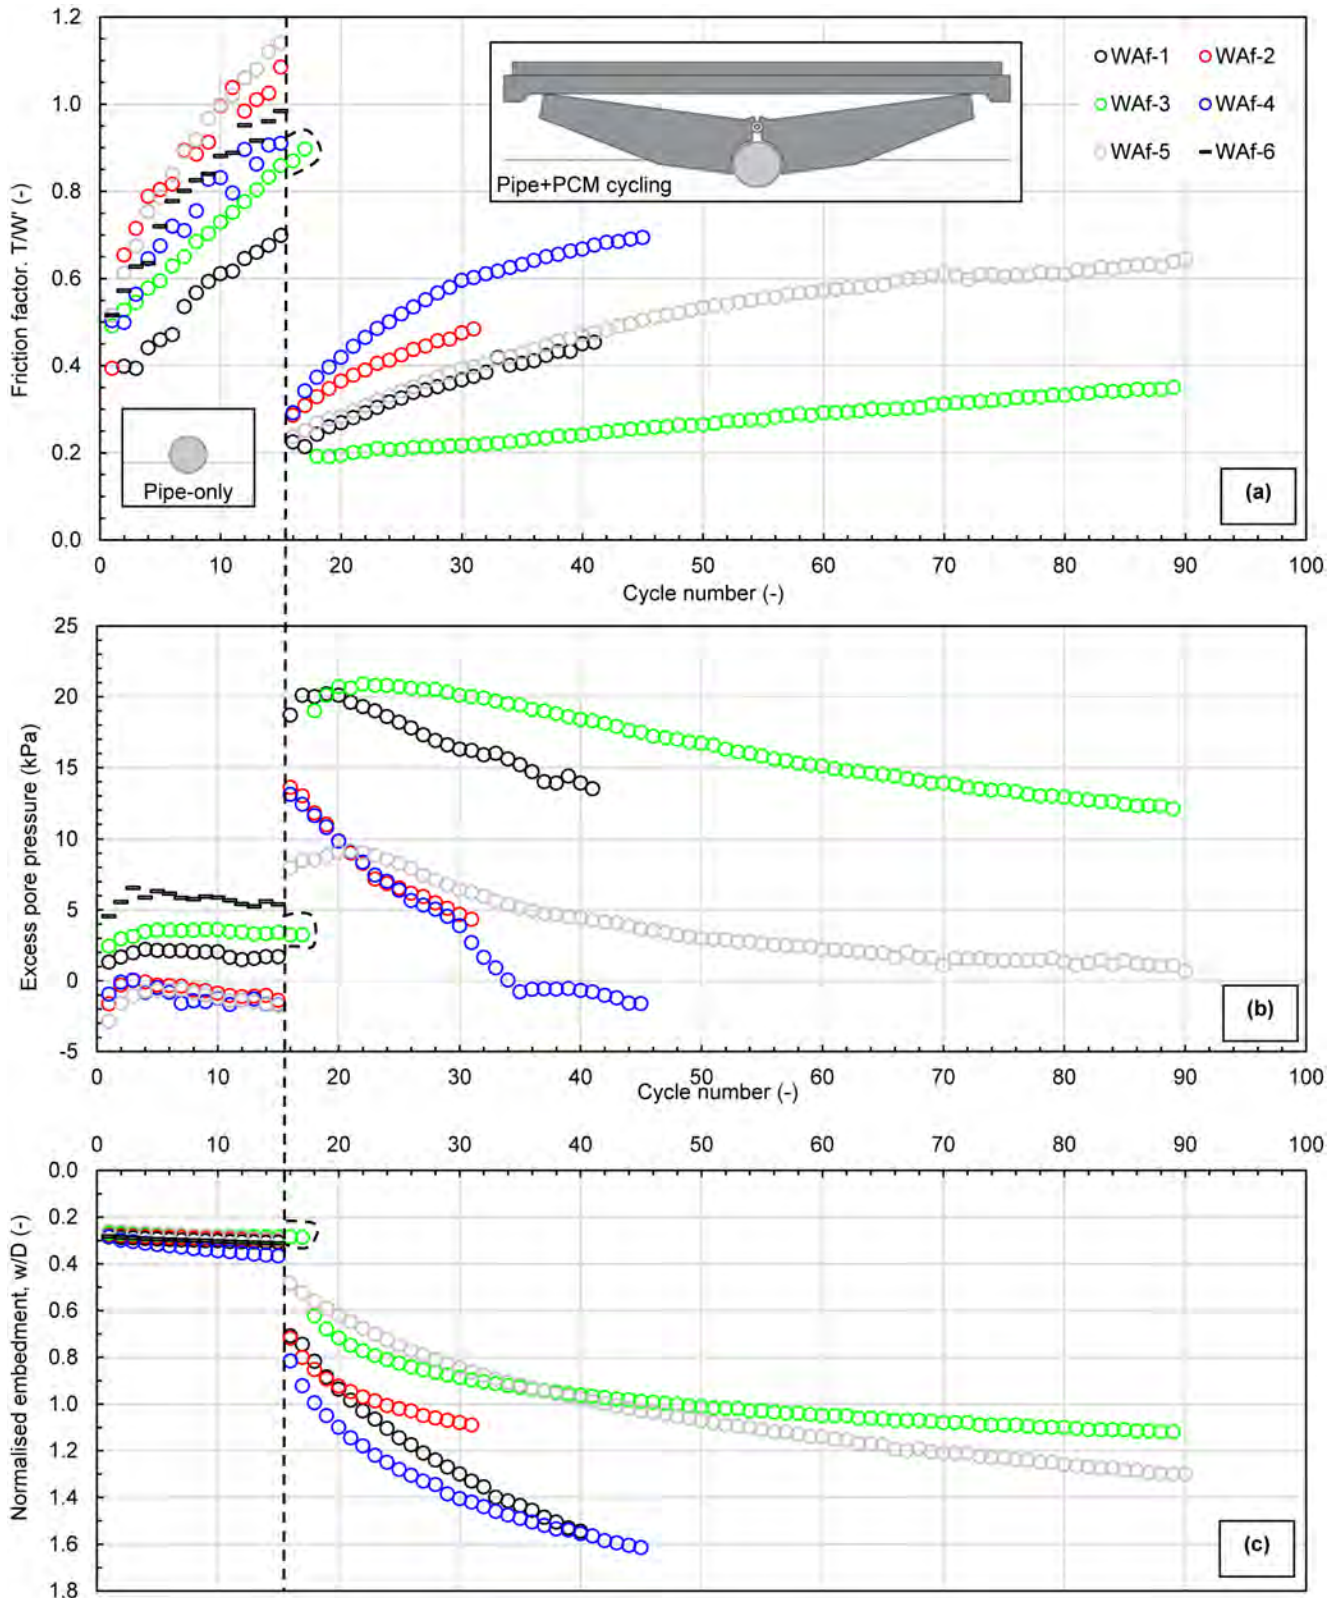 1.2
1.0
0.8
0.6
0.4
0.2
0.0
Friction factor. T/W' (-)
Pipe+PCM cycling
WAf-1 WAf-2
WAf-3 WAf-4
WAf-5 WAf-6
Pipe-only
(a)
0 10 20 30 40 50 60 70 80 90 100
Cycle number (-)
25
20
15
10
5
0
-5
Excess pore pressure (kPa)
(b)
0 10 20 30 40 50 60 70 80 90 100
Cycle number (-)
0 10 20 30 40 50 60 70 80 90 100
0.0
0.2
0.4
0.6
0.8
1.0
1.2
1.4
1.6
1.8
Normalised embedment, w/D (-)
(c)